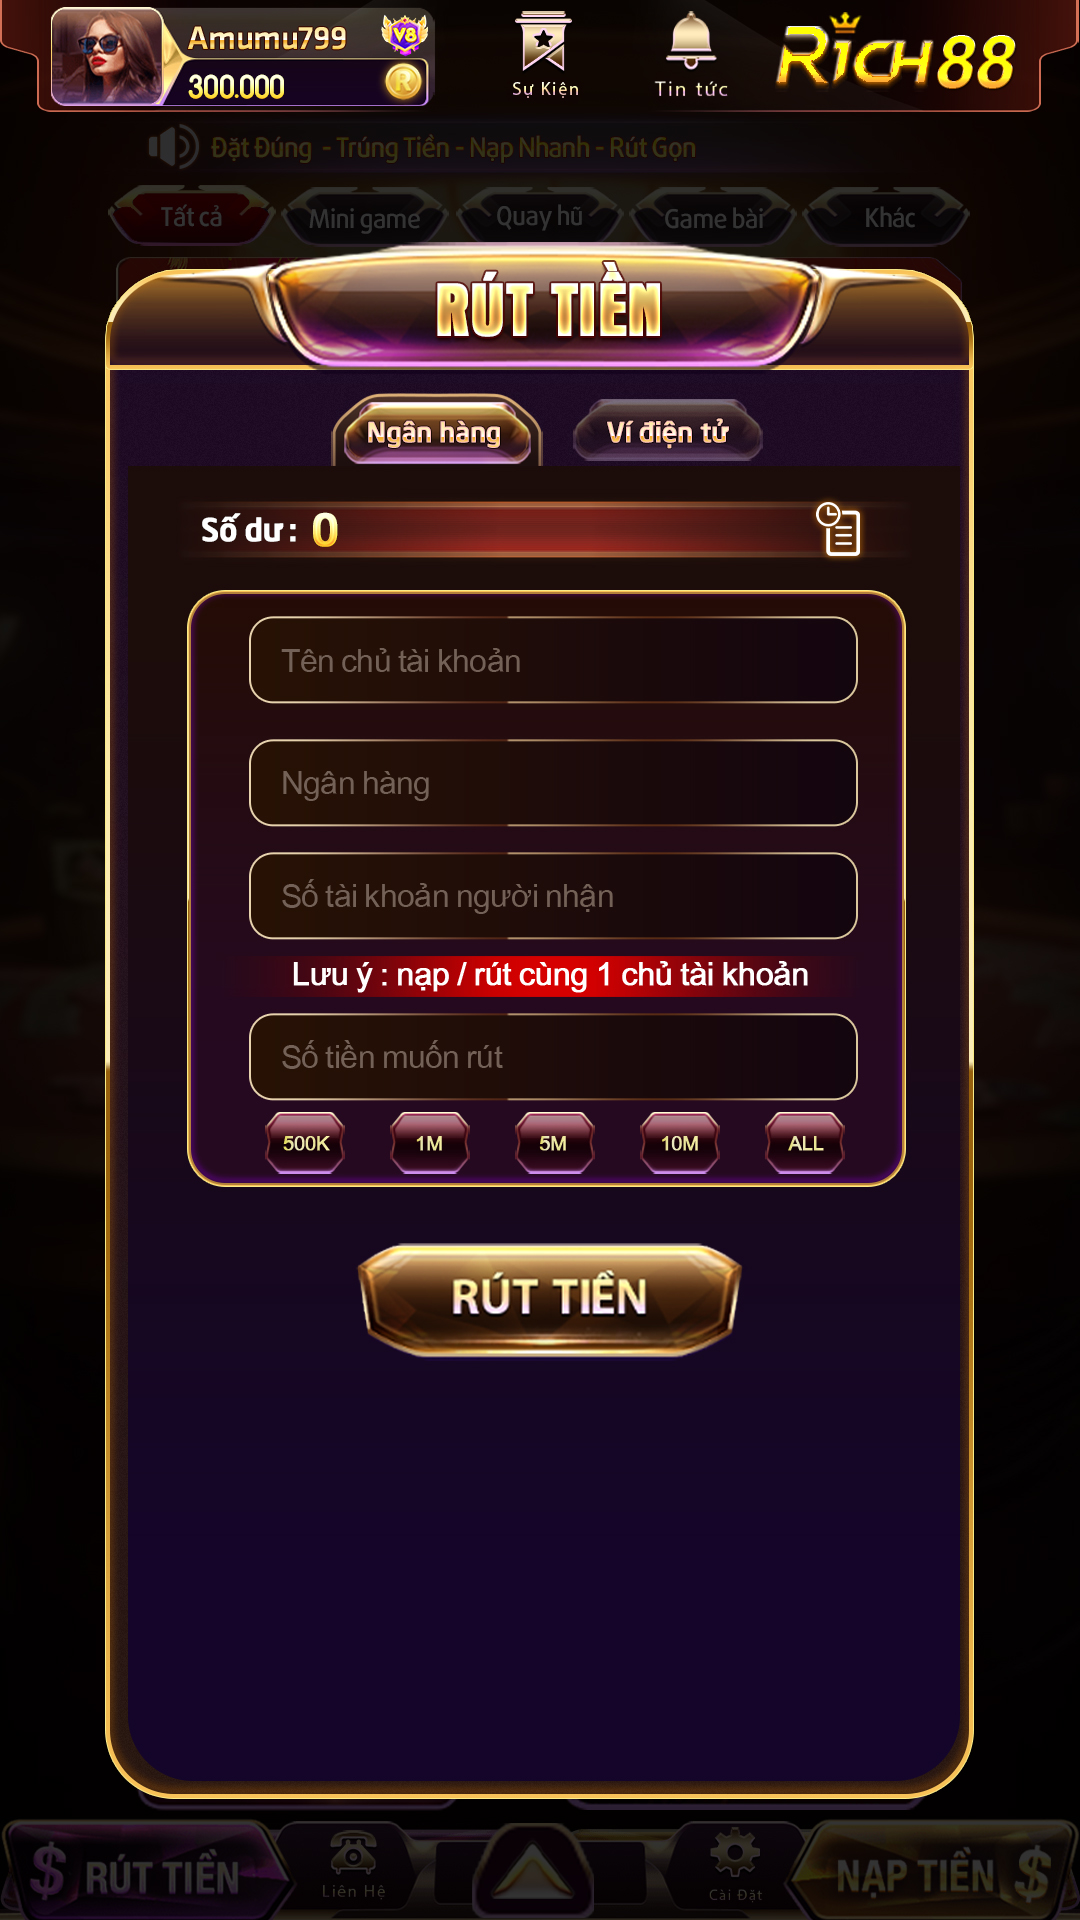 Amumu799
V8
300.000
R
Sự Kiện
Tin tức
RICH88
Đặt Đúng - Trúng Tiền - Nạp Nhanh - Rút Gọn
Tất cả
Mini game
Quay hũ
Game bài
Khác
RÚT TIỀN
Ngân hàng
Ví điện tử
Số dư : 0
Tên chủ tài khoản
Ngân hàng
Số tài khoản người nhận
Lưu ý : nạp / rút cùng 1 chủ tài khoản
Số tiền muốn rút
500K
1M
5M
10M
ALL
RÚT TIỀN
$ RÚT TIỀN
Liên Hệ
Cài Đặt
NẠP TIỀN $